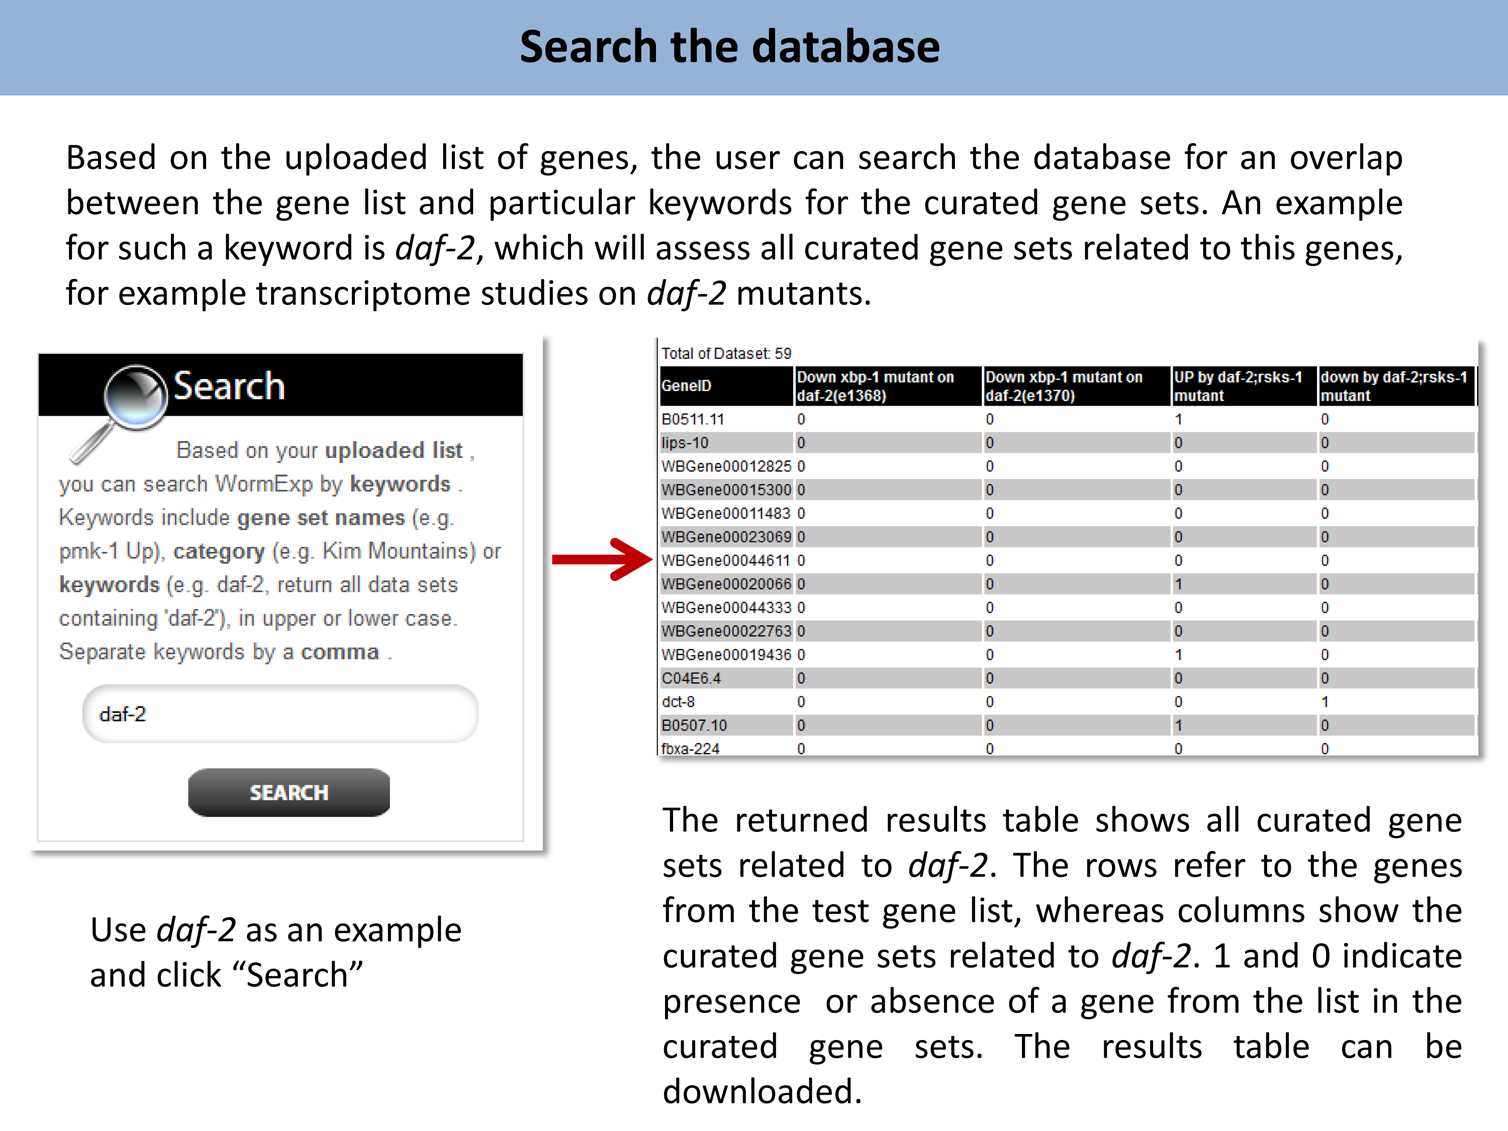 Search the database
Based on the uploaded list of genes, the user can search the database for an overlap
between the gene list and particular keywords for the curated gene sets. An example
for such a keyword is daf-2, which will assess all curated gene sets related to this genes,
for example transcriptome studies on daf-2 mutants.
Search
Based on your uploaded list ,
you can search WormExp by keywords .
Keywords include gene set names (e.g.
pmk-1 Up), category (e.g. Kim Mountains) or
keywords (e.g. daf-2, return all data sets
containing 'daf-2'), in upper or lower case.
Separate keywords by a comma .
daf-2
SEARCH
Use daf-2 as an example
and click “Search”
Total of Dataset: 59
GeneID Down xbp-1 mutant on daf-2(e1368) Down xbp-1 mutant on daf-2(e1370) UP by daf-2;rsks-1 mutant down by daf-2;rsks-1 mutant
B0511.11 0 0 1 0
lips-10 0 0 0 0
WBGene00012825 0 0 0 0
WBGene00015300 0 0 0 0
WBGene00011483 0 0 0 0
WBGene00023069 0 0 0 0
WBGene00044611 0 0 0 0
WBGene00020066 0 0 1 0
WBGene00044333 0 0 0 0
WBGene00022763 0 0 0 0
WBGene00019436 0 0 1 0
C04E6.4 0 0 0 0
dct-8 0 0 0 1
B0507.10 0 0 1 0
fbxa-224 0 0 0 0
The returned results table shows all curated gene
sets related to daf-2. The rows refer to the genes
from the test gene list, whereas columns show the
curated gene sets related to daf-2. 1 and 0 indicate
presence or absence of a gene from the list in the
curated gene sets. The results table can be
downloaded.